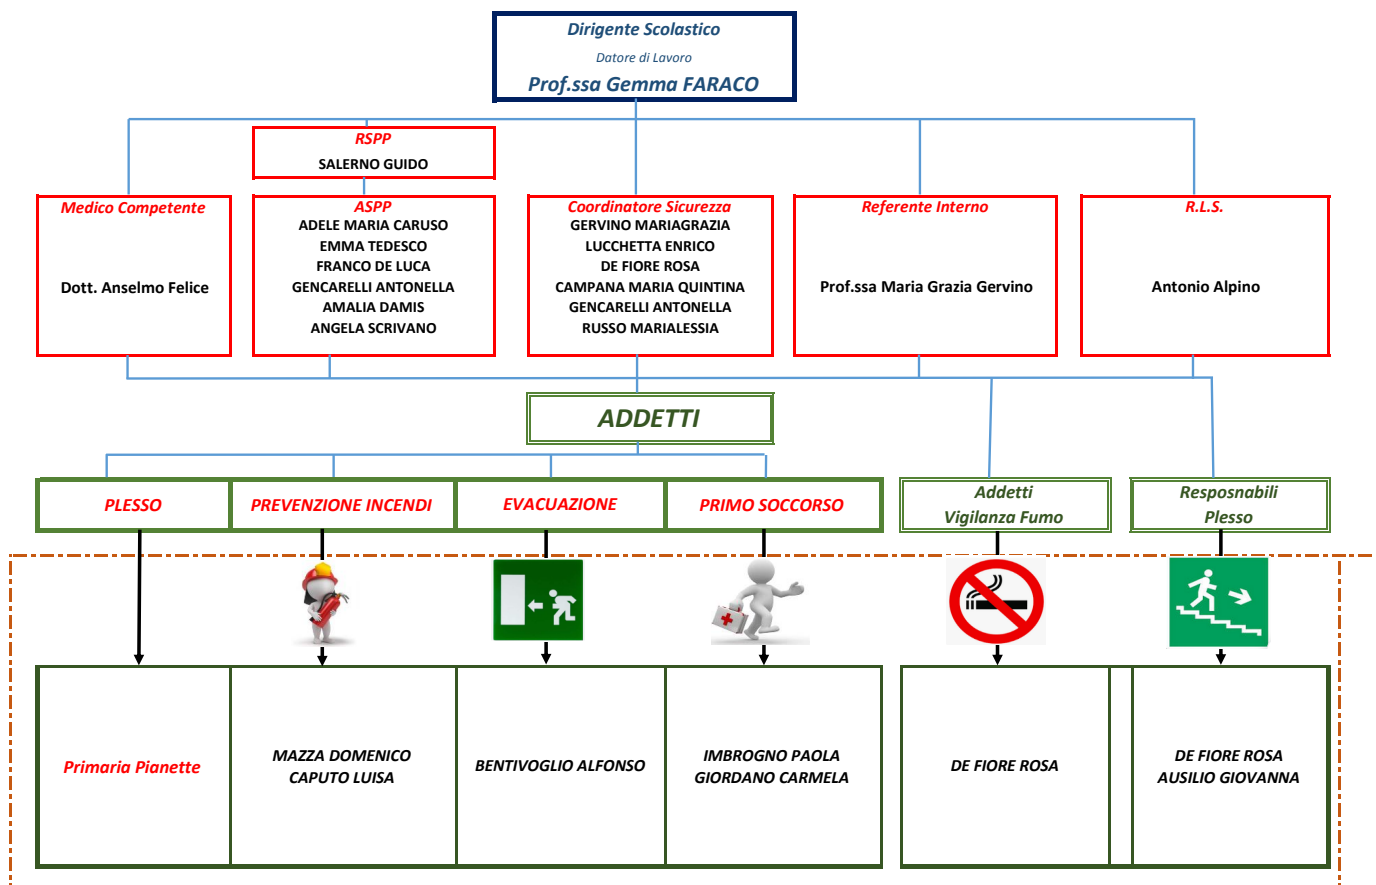 Dirigente Scolastico
Datore di Lavoro
Prof.ssa Gemma FARACO
RSPP
SALERNO GUIDO
Medico Competente
Dott. Anselmo Felice
ASPP
ADELE MARIA CARUSO
EMMA TEDESCO
FRANCO DE LUCA
GENCARELLI ANTONELLA
AMALIA DAMIS
ANGELA SCRIVANO
Coordinatore Sicurezza
GERVINO MARIAGRAZIA
LUCCHETTA ENRICO
DE FIORE ROSA
CAMPANA MARIA QUINTINA
GENCARELLI ANTONELLA
RUSSO MARIALESSIA
Referente Interno
Prof.ssa Maria Grazia Gervino
R.L.S.
Antonio Alpino
ADDETTI
PLESSO
PREVENZIONE INCENDI
EVACUAZIONE
PRIMO SOCCORSO
Addetti
Vigilanza Fumo
Resposnabili
Plesso
Primaria Pianette
MAZZA DOMENICO
CAPUTO LUISA
BENTIVOGLIO ALFONSO
IMBROGNO PAOLA
GIORDANO CARMELA
DE FIORE ROSA
DE FIORE ROSA
AUSILIO GIOVANNA